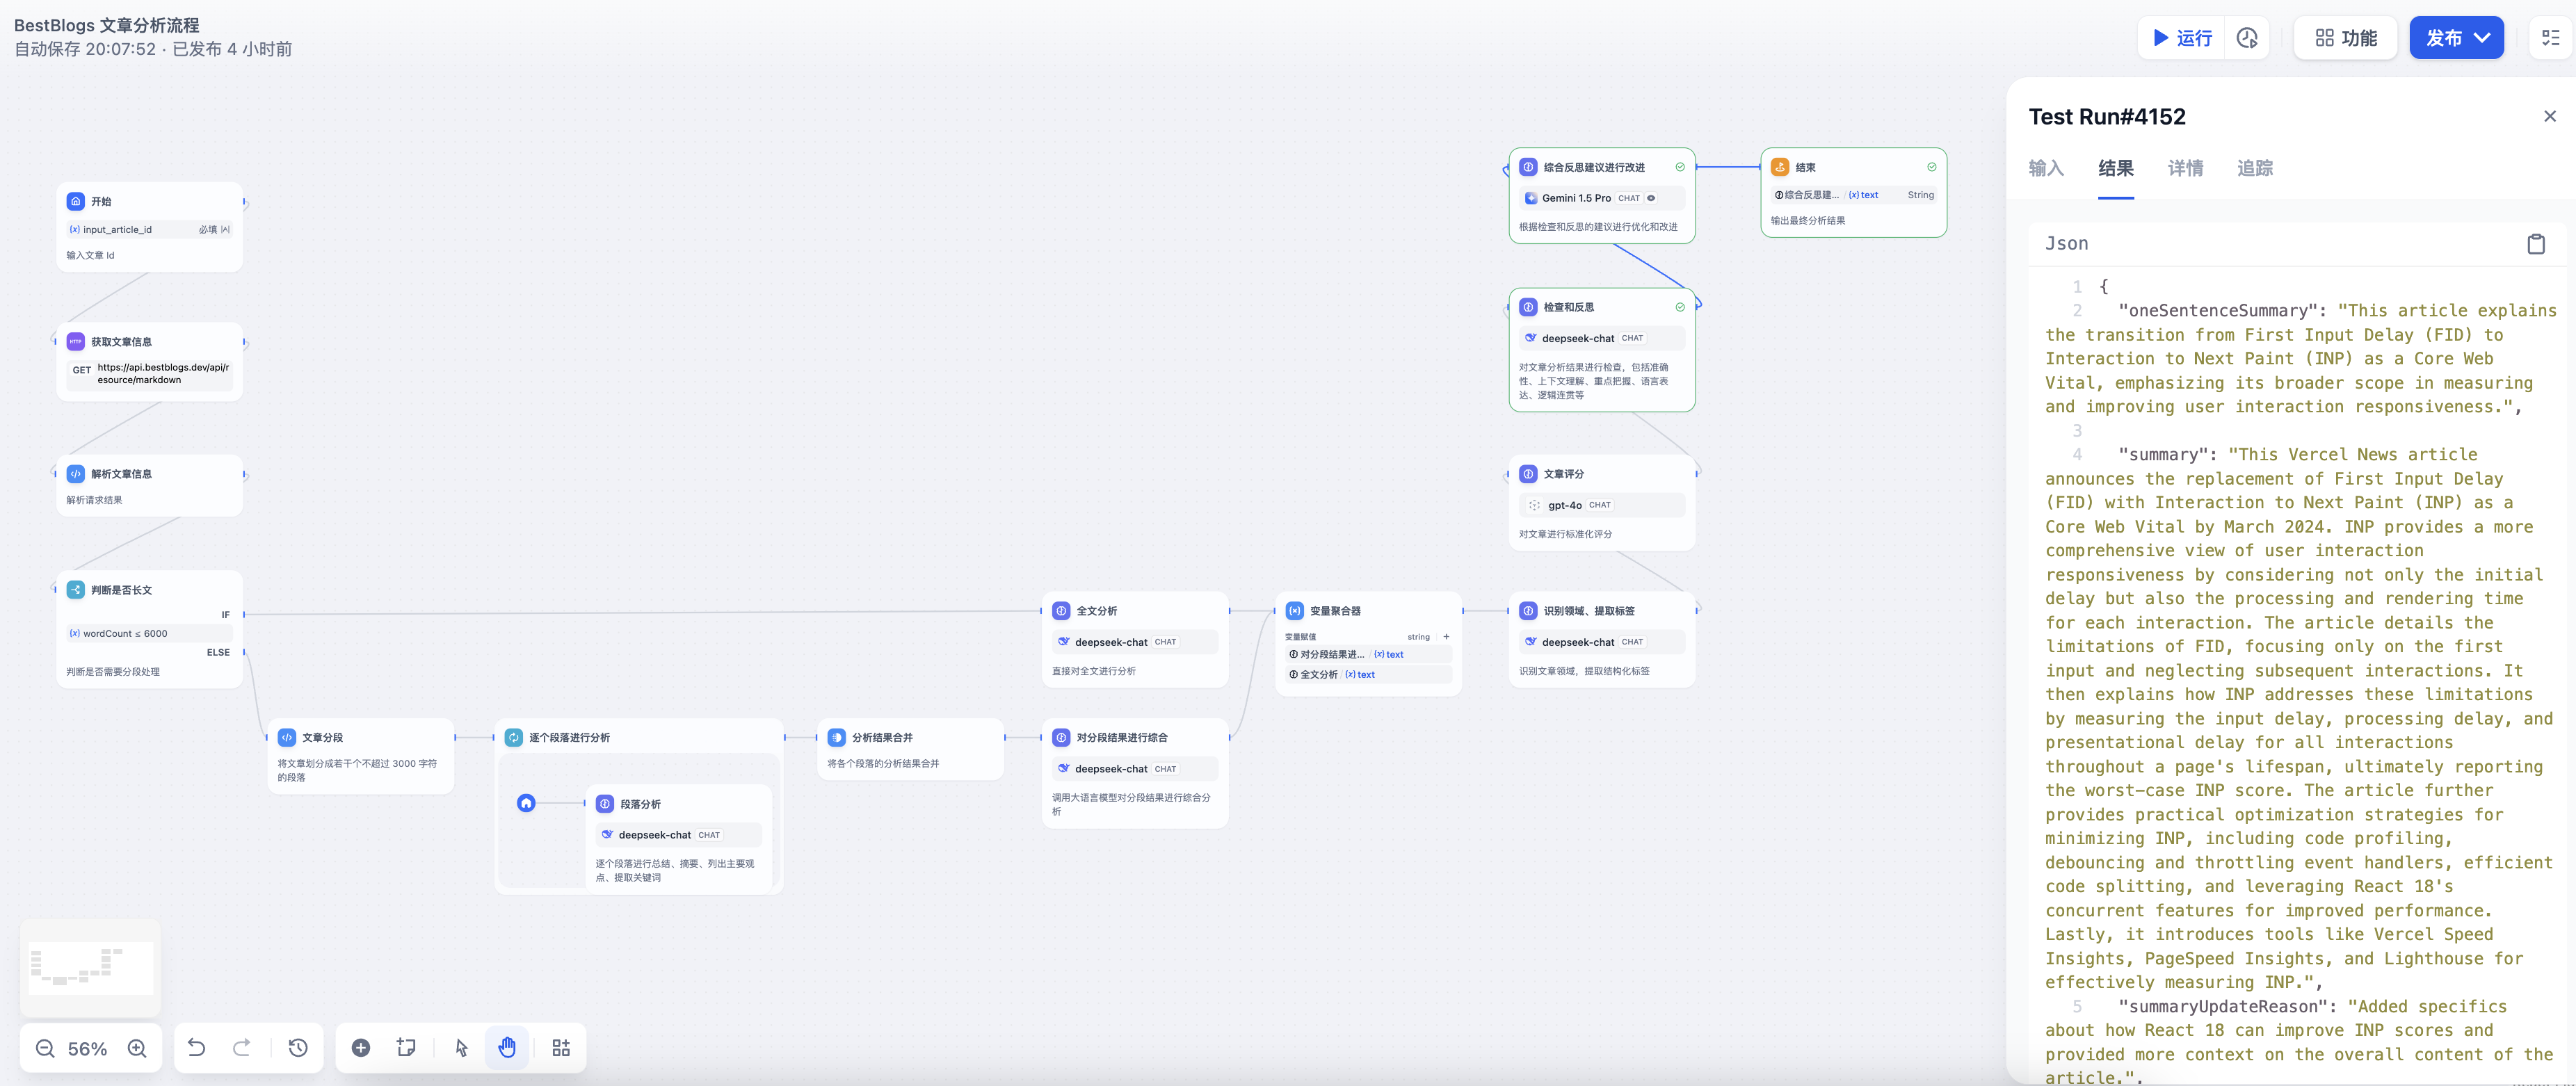 BestBlogs 文章分析流程
自动保存 20:07:52 · 已发布 4 小时前
运行
功能
发布
开始
(x) input_article_id 必填
输入文章 Id
HTTP 获取文章信息
GET https://api.bestblogs.dev/api/r
esource/markdown
解析文章信息
解析请求结果
判断是否长文
IF
(x) wordCount ≤ 6000
ELSE
判断是否需要分段处理
文章分段
将文章划分成若干个不超过 3000 字符
的段落
逐个段落进行分析
段落分析
deepseek-chat CHAT
逐个段落进行总结、摘要、列出主要观
点、提取关键词
分析结果合并
将各个段落的分析结果合并
全文分析
deepseek-chat CHAT
直接对全文进行分析
对分段结果进行综合
deepseek-chat CHAT
调用大语言模型对分段结果进行综合分
析
变量聚合器
变量赋值 string +
对分段结果进... / (x) text
全文分析 / (x) text
识别领域、提取标签
deepseek-chat CHAT
识别文章领域，提取结构化标签
文章评分
gpt-4o CHAT
对文章进行标准化评分
检查和反思
deepseek-chat CHAT
对文章分析结果进行检查，包括准确
性、上下文理解、重点把握、语言表
达、逻辑连贯等
综合反思建议进行改进
Gemini 1.5 Pro CHAT
根据检查和反思的建议进行优化和改进
结束
综合反思建... / (x) text String
输出最终分析结果
56%
Test Run#4152
输入 结果 详情 追踪
Json
1 {
2 "oneSentenceSummary": "This article explains
the transition from First Input Delay (FID) to
Interaction to Next Paint (INP) as a Core Web
Vital, emphasizing its broader scope in measuring
and improving user interaction responsiveness.",
3
4 "summary": "This Vercel News article
announces the replacement of First Input Delay
(FID) with Interaction to Next Paint (INP) as a
Core Web Vital by March 2024. INP provides a more
comprehensive view of user interaction
responsiveness by considering not only the initial
delay but also the processing and rendering time
for each interaction. The article details the
limitations of FID, focusing only on the first
input and neglecting subsequent interactions. It
then explains how INP addresses these limitations
by measuring the input delay, processing delay, and
presentational delay for all interactions
throughout a page's lifespan, ultimately reporting
the worst-case INP score. The article further
provides practical optimization strategies for
minimizing INP, including code profiling,
debouncing and throttling event handlers, efficient
code splitting, and leveraging React 18's
concurrent features for improved performance.
Lastly, it introduces tools like Vercel Speed
Insights, PageSpeed Insights, and Lighthouse for
effectively measuring INP.",
5 "summaryUpdateReason": "Added specifics
about how React 18 can improve INP scores and
provided more context on the overall content of the
article.",